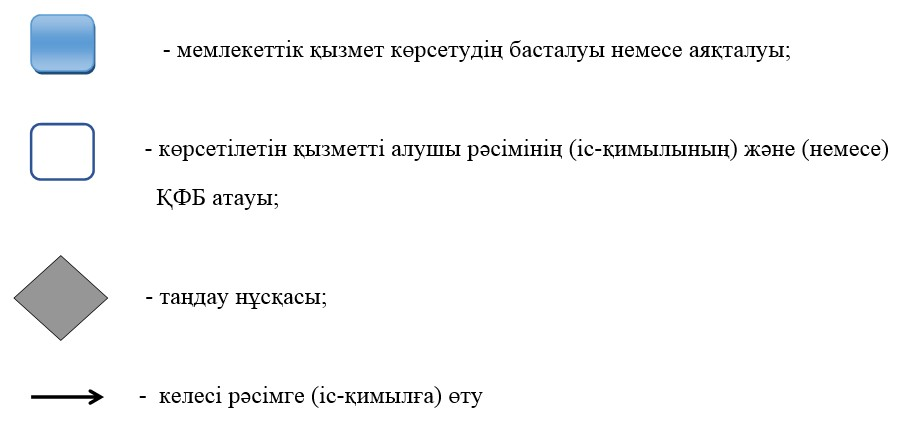 - мемлекеттік қызмет көрсетудің басталуы немесе аяқталуы;
- көрсетілетін қызметті алушы рәсімінің (іс-қимылының) және (немесе)
ҚФБ атауы;
- таңдау нұсқасы;
- келесі рәсімге (іс-қимылға) өту